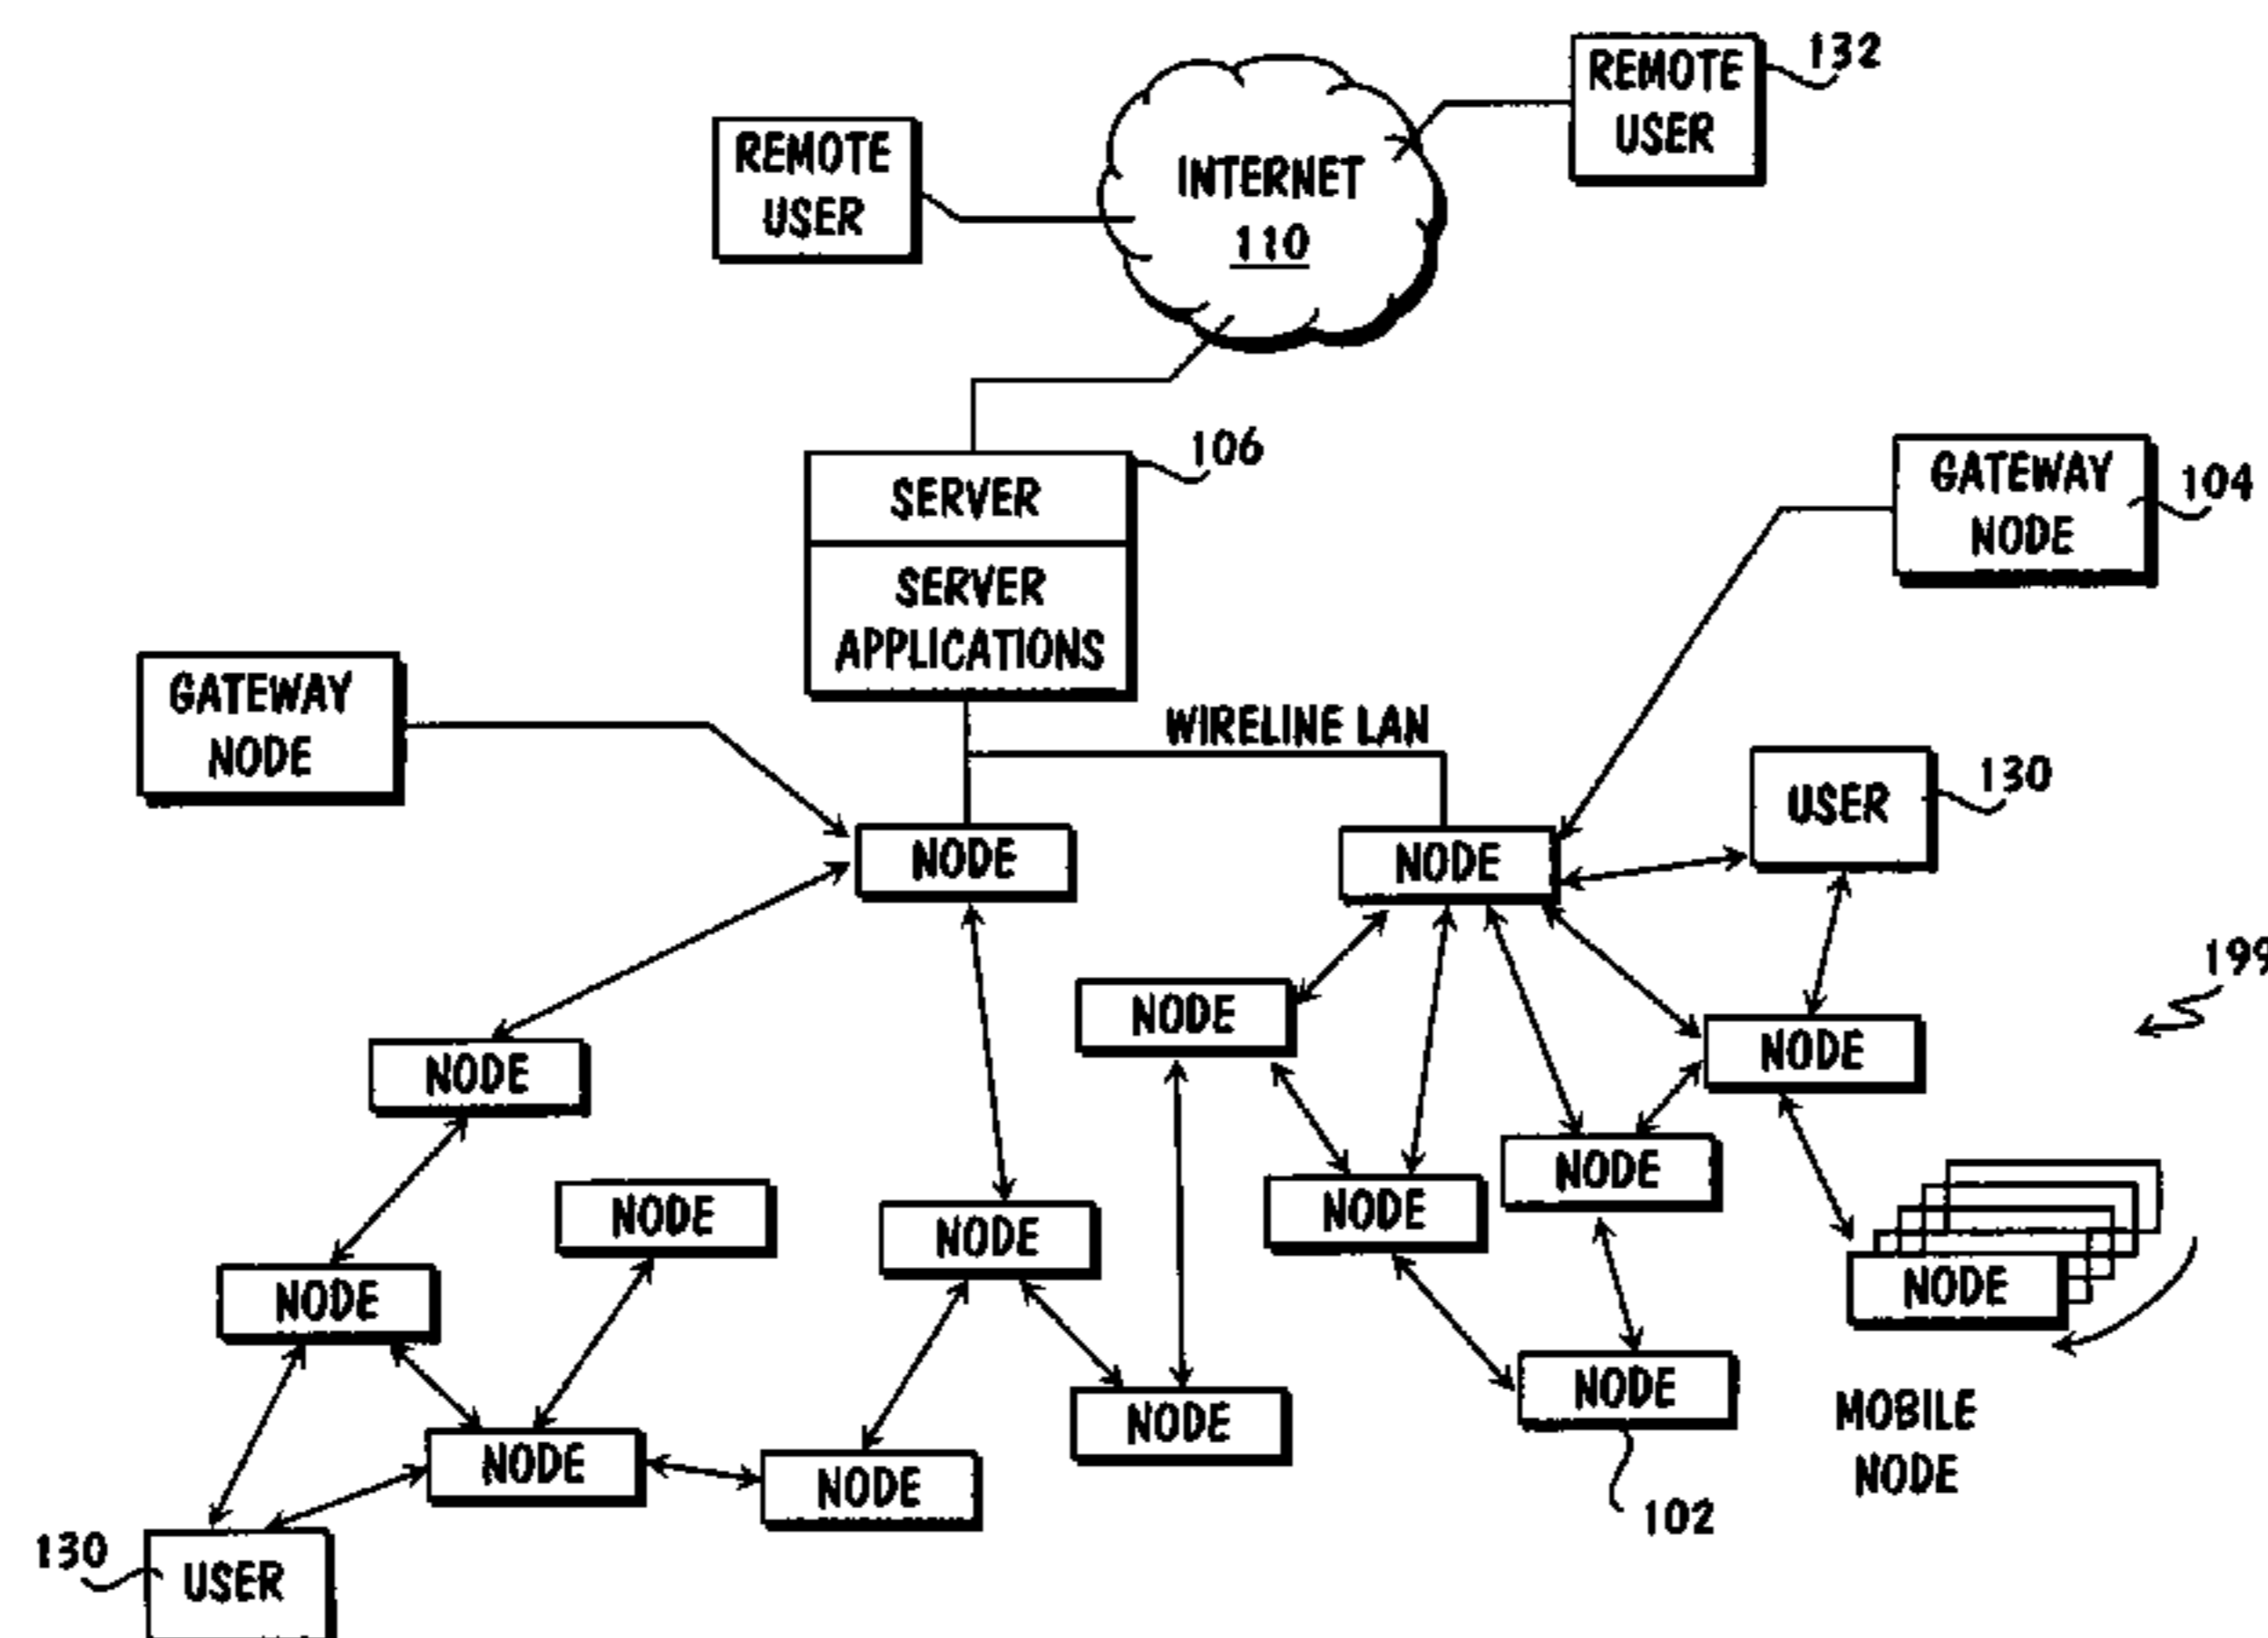 132
REMOTE
USER
REMOTE
USER
INTERNET
110
106
SERVER
GATEWAY
NODE
104
SERVER
APPLICATIONS
GATEWAY
NODE
WIRELINE LAN
USER
130
NODE
NODE
199
NODE
NODE
NODE
NODE
NODE
NODE
NODE
NODE
NODE
NODE
NODE
NODE
NODE
MOBILE
NODE
102
130
USER